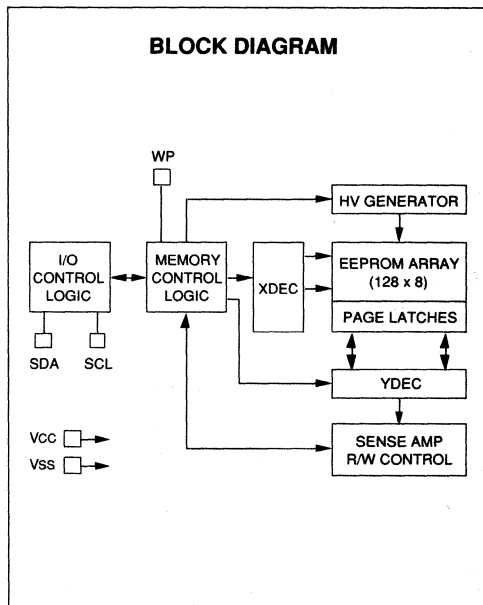 BLOCK DIAGRAM
WP
HV GENERATOR
I/O
CONTROL
LOGIC
MEMORY
CONTROL
LOGIC
XDEC
EEPROM ARRAY
(128 x 8)
PAGE LATCHES
SDA
SCL
YDEC
VCC
VSS
SENSE AMP
R/W CONTROL